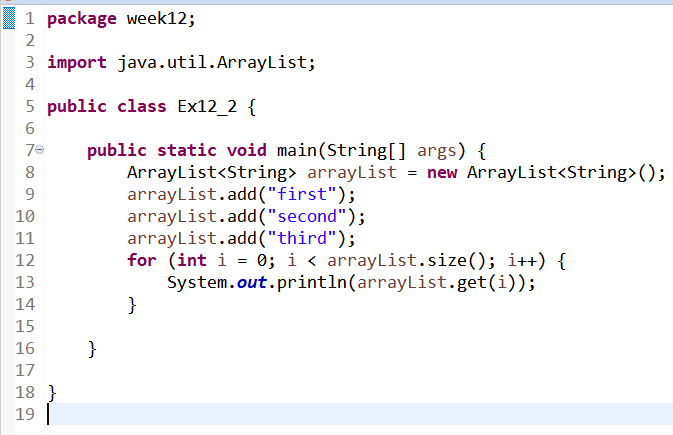 1 package week12;
2
3 import java.util.ArrayList;
4
5 public class Ex12_2 {
6
7     public static void main(String[] args) {
8         ArrayList<String> arrayList = new ArrayList<String>();
9         arrayList.add("first");
10         arrayList.add("second");
11         arrayList.add("third");
12         for (int i = 0; i < arrayList.size(); i++) {
13             System.out.println(arrayList.get(i));
14         }
15
16     }
17
18 }
19